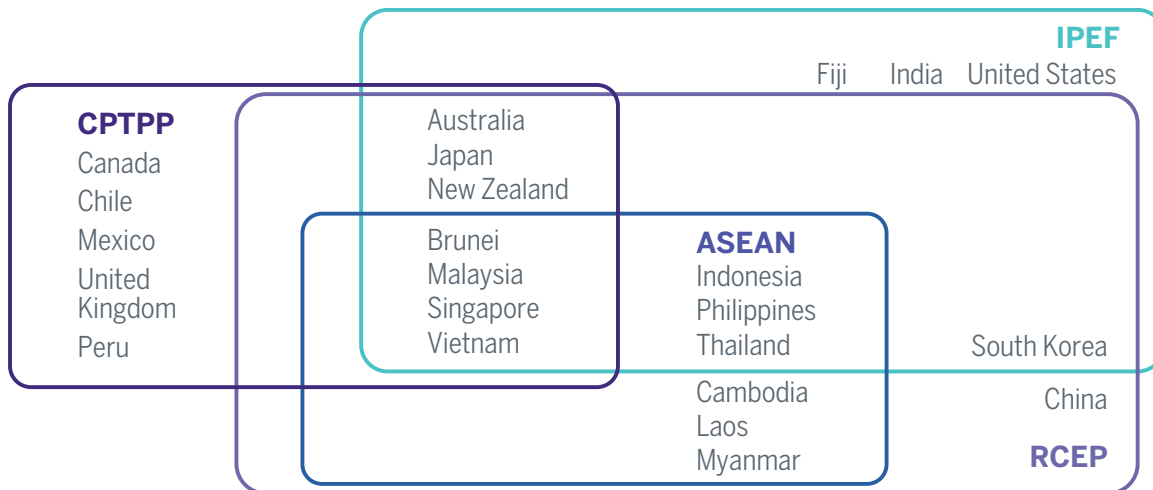 IPEF
Fiji India United States
CPTPP
Canada
Chile
Mexico
United
Kingdom
Peru
Australia
Japan
New Zealand
Brunei
Malaysia
Singapore
Vietnam
ASEAN
Indonesia
Philippines
Thailand
Cambodia
Laos
Myanmar
South Korea
China
RCEP